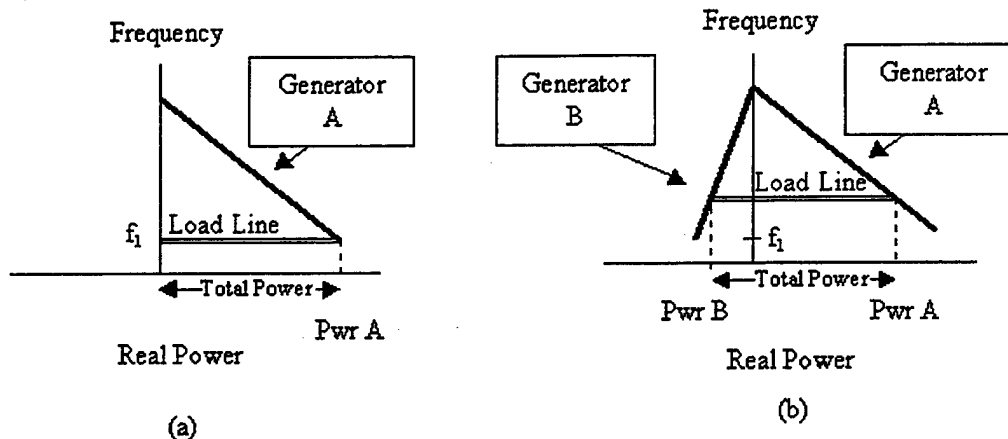 Frequency
Generator
A
Load Line
f₁
Total Power
Pwr A
Real Power
(a)
Frequency
Generator
B
Generator
A
Load Line
f₁
Total Power
Pwr B
Pwr A
Real Power
(b)